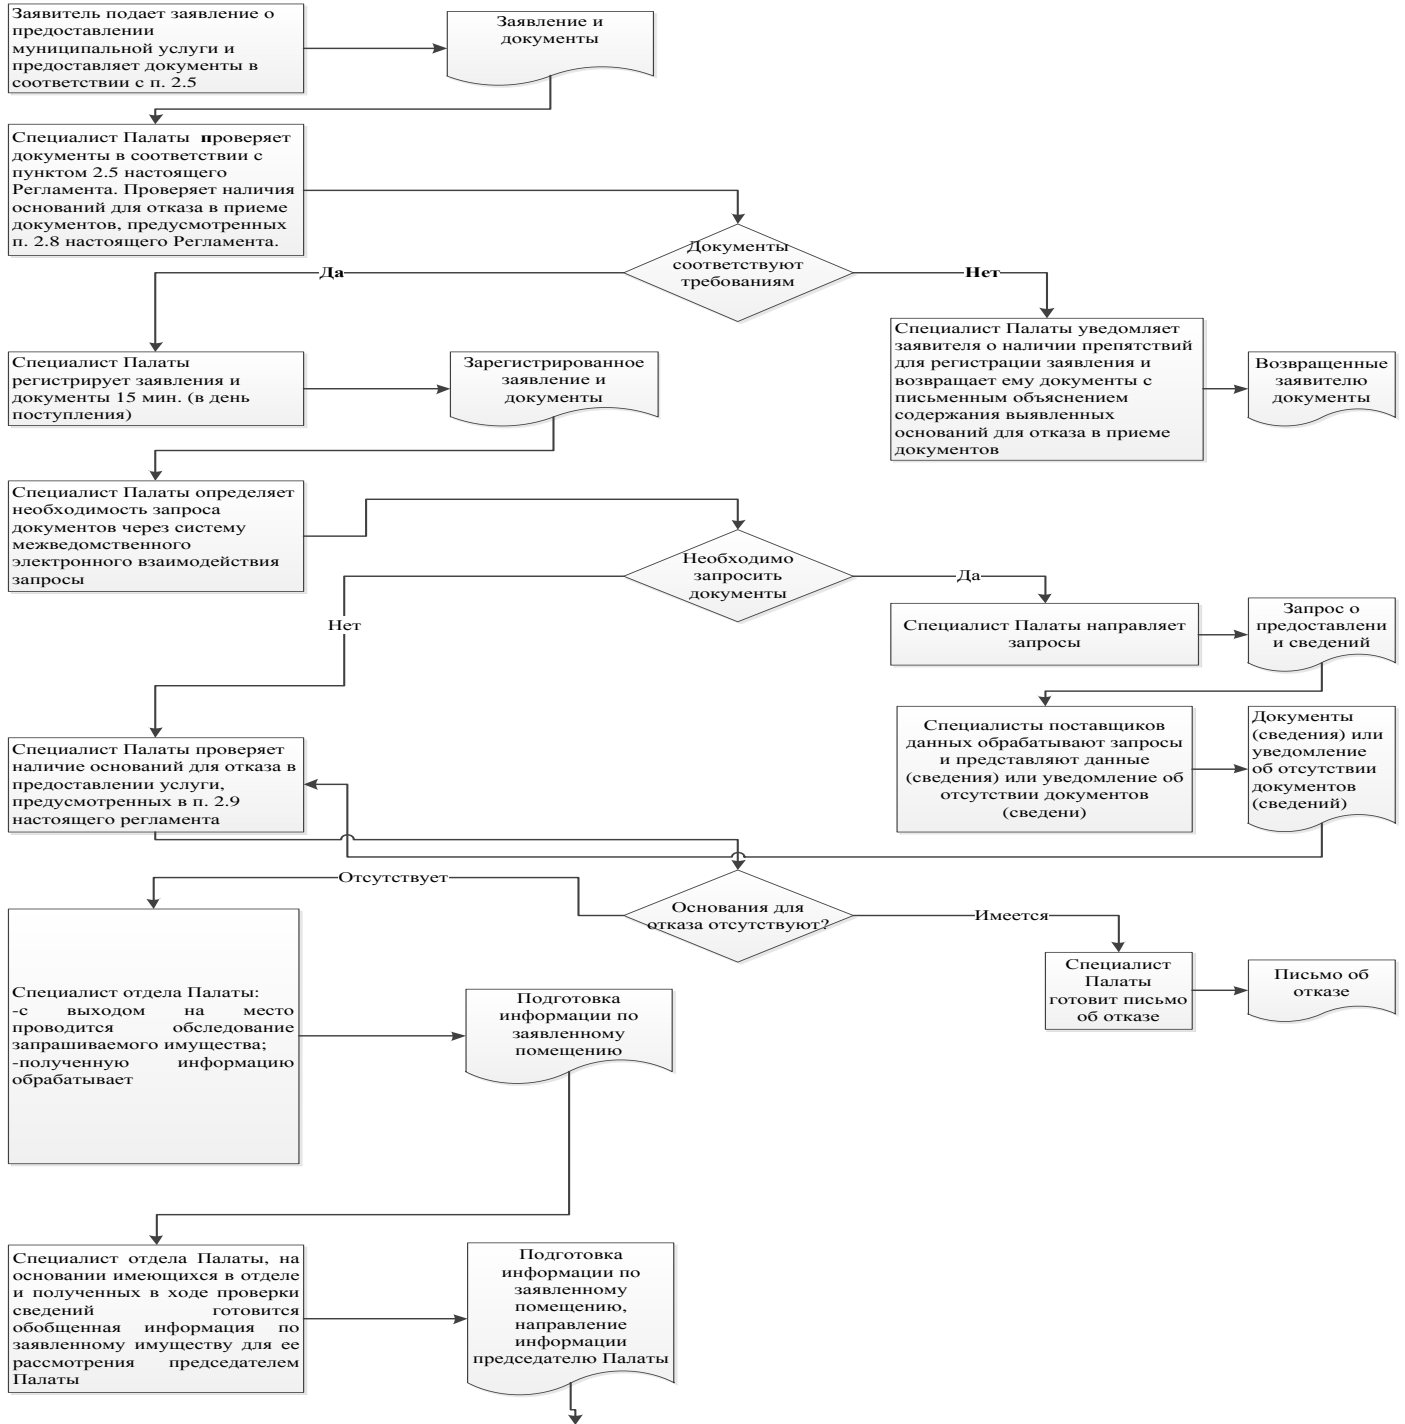 Заявитель подает заявление о
предоставлении
муниципальной услуги и
предоставляет документы в
соответствии с п. 2.5
Заявление и
документы
Специалист Палаты проверяет
документы в соответствии с
пунктом 2.5 настоящего
Регламента. Проверяет наличия
оснований для отказа в приеме
документов, предусмотренных
п. 2.8 настоящего Регламента.
Документы
соответствуют
требованиям
Да
Нет
Специалист Палаты
регистрирует заявления и
документы 15 мин. (в день
поступления)
Зарегистрированное
заявление и
документы
Специалист Палаты уведомляет
заявителя о наличии препятствий
для регистрации заявления и
возвращает ему документы с
письменным объяснением
содержания выявленных
оснований для отказа в приеме
документов
Возвращенные
заявителю
документы
Специалист Палаты определяет
необходимость запроса
документов через систему
межведомственного
электронного взаимодействия
запросы
Необходимо
запросить
документы
Да
Нет
Специалист Палаты направляет
запросы
Запрос о
предоставлени
и сведений
Специалисты поставщиков
данных обрабатывают запросы
и представляют данные
(сведения) или уведомление об
отсутствии документов
(сведени)
Документы
(сведения) или
уведомление
об отсутствии
документов
(сведений)
Специалист Палаты проверяет
наличие оснований для отказа в
предоставлении услуги,
предусмотренных в п. 2.9
настоящего регламента
Отсутствует
Основания для
отказа отсутствуют?
Имеется
Специалист
Палаты
готовит письмо
об отказе
Письмо об
отказе
Специалист отдела Палаты:
-с выходом на место
проводится обследование
запрашиваемого имущества;
-полученную информацию
обрабатывает
Подготовка
информации по
заявленному
помещению
Специалист отдела Палаты, на
основании имеющихся в отделе
и полученных в ходе проверки
сведений готовится
обобщенная информация по
заявленному имуществу для ее
рассмотрения председателем
Палаты
Подготовка
информации по
заявленному
помещению,
направление
информации
председателю Палаты